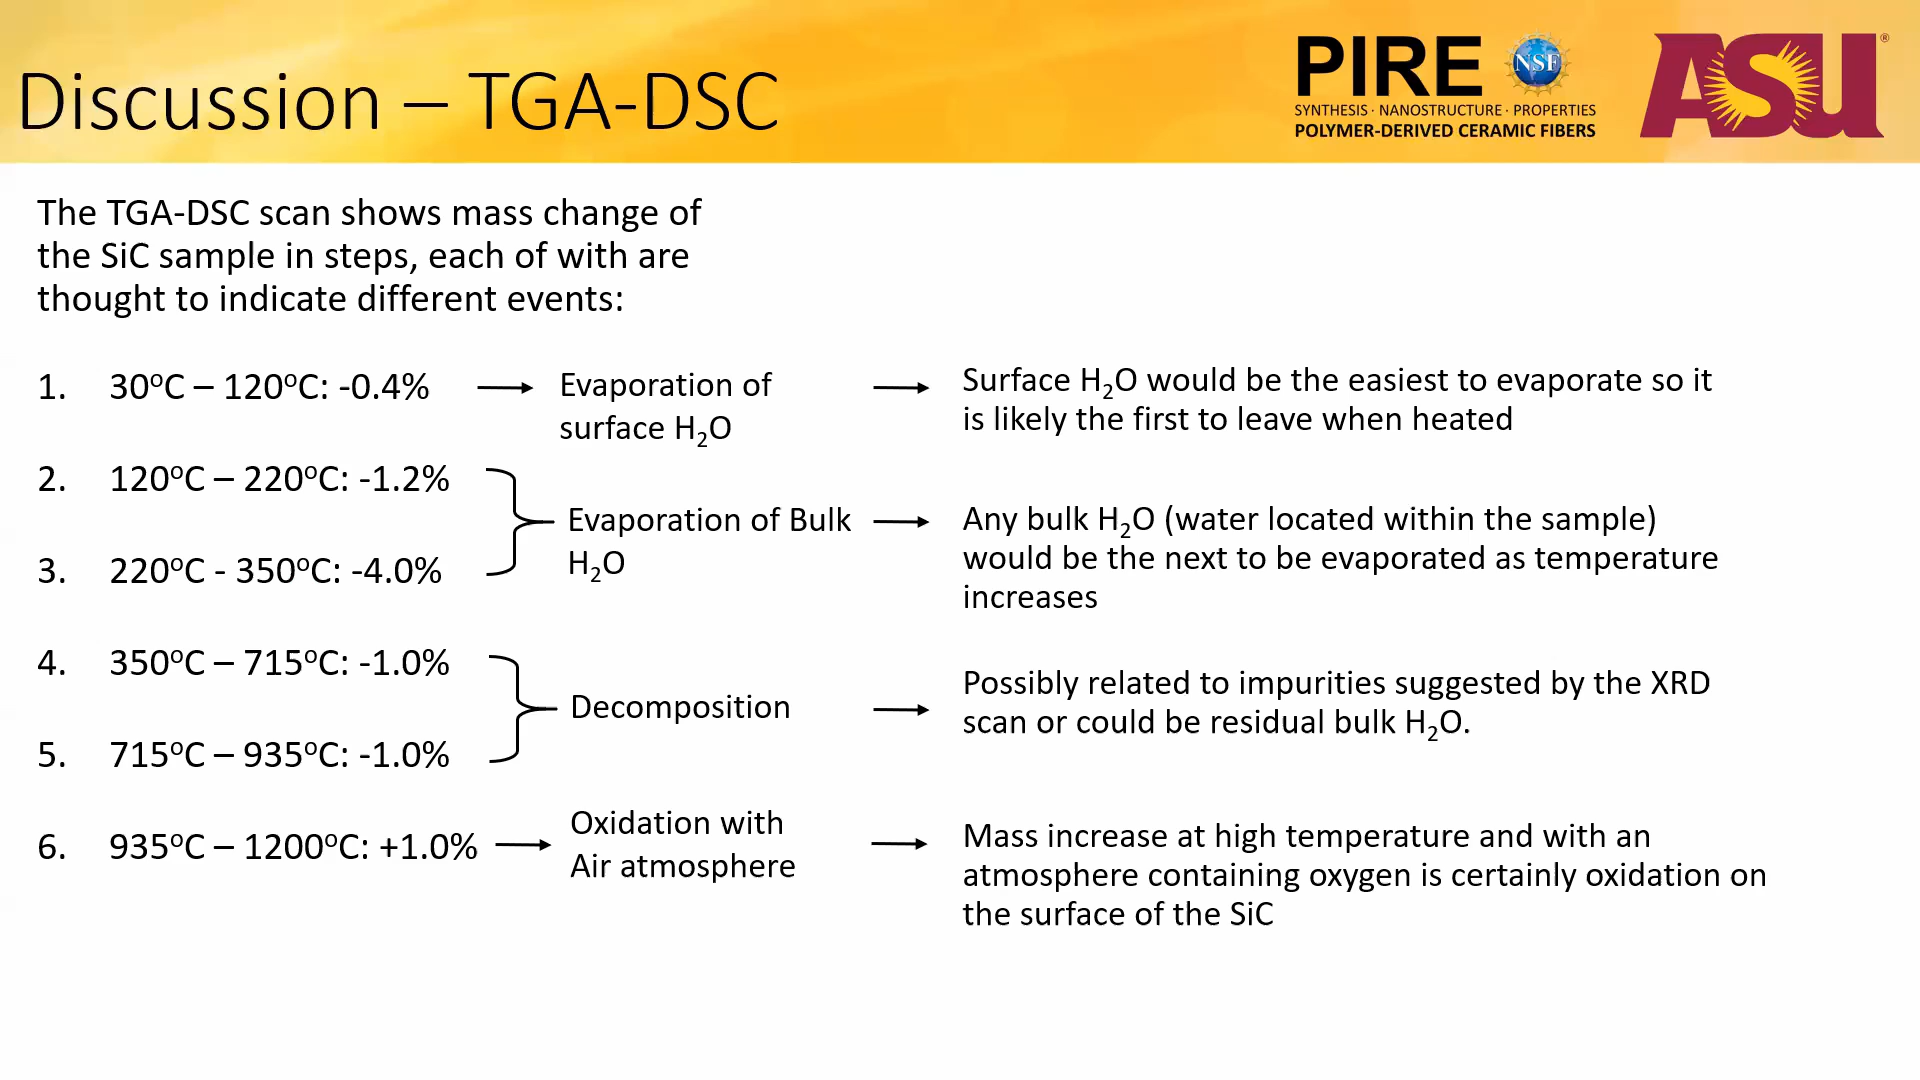 Discussion – TGA-DSC
PIRE
NSF
SYNTHESIS · NANOSTRUCTURE · PROPERTIES
POLYMER-DERIVED CERAMIC FIBERS
ASU®
The TGA-DSC scan shows mass change of
the SiC sample in steps, each of with are
thought to indicate different events:
1. 30ºC – 120ºC: -0.4%
Evaporation of
surface H₂O
Surface H₂O would be the easiest to evaporate so it
is likely the first to leave when heated
2. 120ºC – 220ºC: -1.2%
3. 220ºC - 350ºC: -4.0%
Evaporation of Bulk
H₂O
Any bulk H₂O (water located within the sample)
would be the next to be evaporated as temperature
increases
4. 350ºC – 715ºC: -1.0%
5. 715ºC – 935ºC: -1.0%
Decomposition
Possibly related to impurities suggested by the XRD
scan or could be residual bulk H₂O.
6. 935ºC – 1200ºC: +1.0%
Oxidation with
Air atmosphere
Mass increase at high temperature and with an
atmosphere containing oxygen is certainly oxidation on
the surface of the SiC